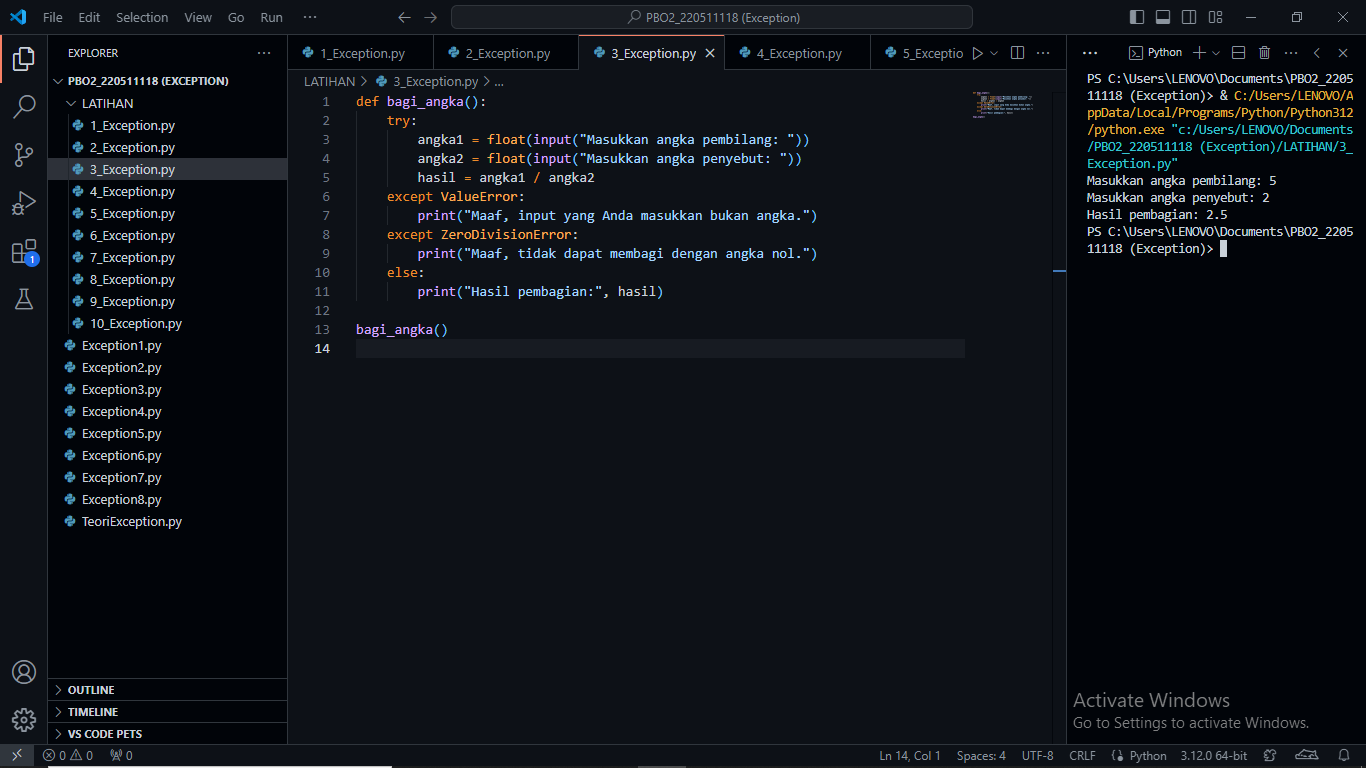 File Edit Selection View Go Run ···
PBO2_220511118 (Exception)
EXPLORER ···
PBO2_220511118 (EXCEPTION)
LATIHAN
1_Exception.py
2_Exception.py
3_Exception.py
4_Exception.py
5_Exception.py
6_Exception.py
7_Exception.py
8_Exception.py
9_Exception.py
10_Exception.py
Exception1.py
Exception2.py
Exception3.py
Exception4.py
Exception5.py
Exception6.py
Exception7.py
Exception8.py
TeoriException.py
1
OUTLINE
TIMELINE
VS CODE PETS
1_Exception.py 2_Exception.py 3_Exception.py 4_Exception.py 5_Exceptio ···
LATIHAN > 3_Exception.py > ...
1 def bagi_angka():
2 try:
3 angka1 = float(input("Masukkan angka pembilang: "))
4 angka2 = float(input("Masukkan angka penyebut: "))
5 hasil = angka1 / angka2
6 except ValueError:
7 print("Maaf, input yang Anda masukkan bukan angka.")
8 except ZeroDivisionError:
9 print("Maaf, tidak dapat membagi dengan angka nol.")
10 else:
11 print("Hasil pembagian:", hasil)
12
13 bagi_angka()
14
··· Python ···
PS C:\Users\LENOVO\Documents\PBO2_2205
11118 (Exception)> & C:/Users/LENOVO/A
ppData/Local/Programs/Python/Python312
/python.exe "c:/Users/LENOVO/Documents
/PBO2_220511118 (Exception)/LATIHAN/3_
Exception.py"
Masukkan angka pembilang: 5
Masukkan angka penyebut: 2
Hasil pembagian: 2.5
PS C:\Users\LENOVO\Documents\PBO2_2205
11118 (Exception)>
Activate Windows
Go to Settings to activate Windows.
0 0 0 Ln 14, Col 1 Spaces: 4 UTF-8 CRLF Python 3.12.0 64-bit